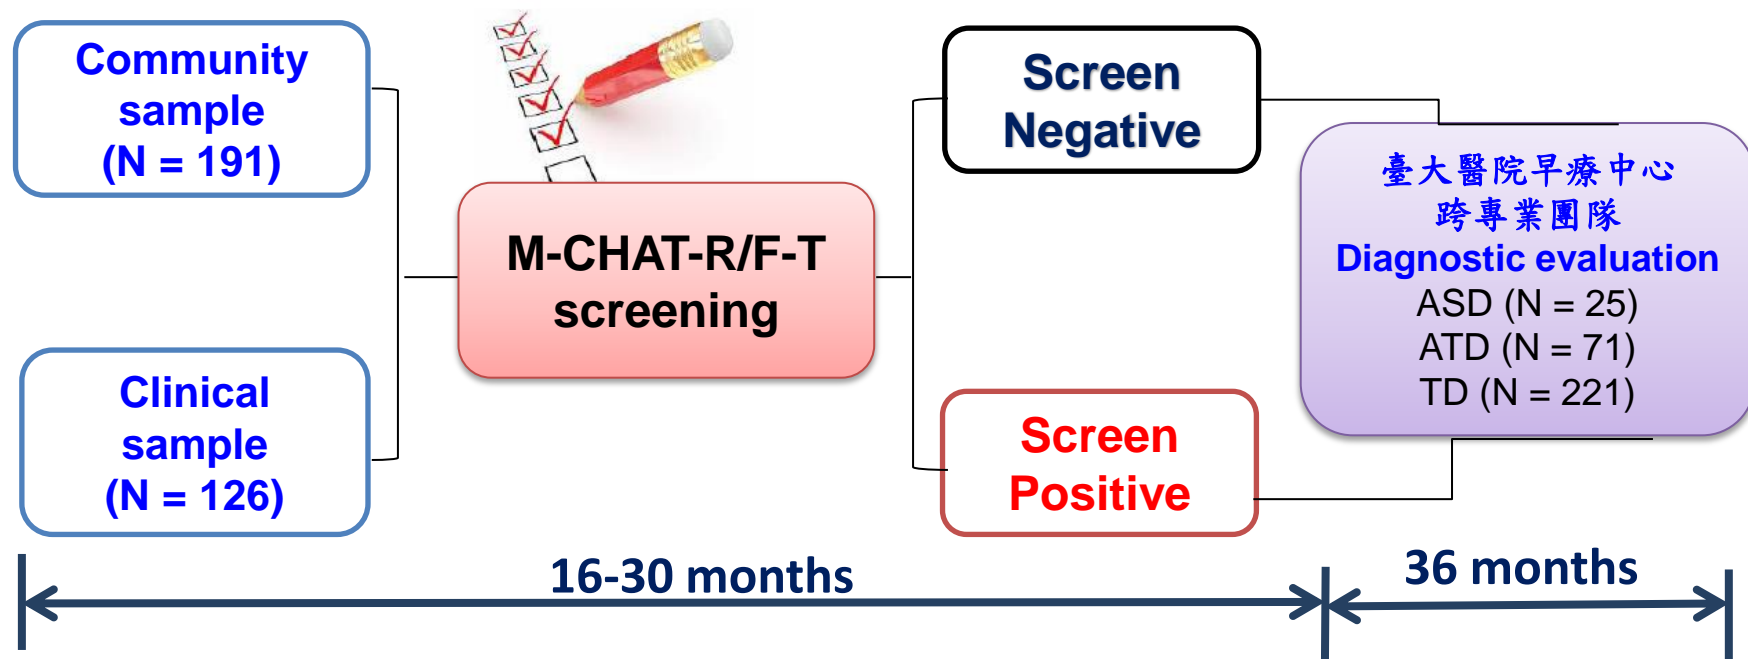 Community
sample
(N = 191)
Clinical
sample
(N = 126)
M-CHAT-R/F-T
screening
Screen
Negative
Screen
Positive
臺大醫院早療中心
跨專業團隊
Diagnostic evaluation
ASD (N = 25)
ATD (N = 71)
TD (N = 221)
16-30 months
36 months